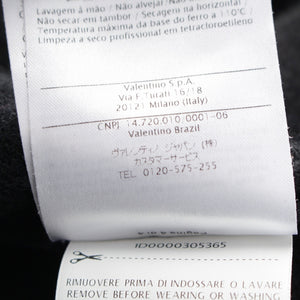 Lavagem à mão / Não alvejar / Não
Não secar em tambor / Secagem na horizontal /
Temperatura máxima da base do ferro a 110°C /
Limpeza a seco profissional em tetracloroetileno
Valentino S.p.A.
Via F. Turati 16/18
20121 Milano (Italy)
CNPJ 14.720.010/0001-06
Valentino Brazil
ヴァレンティノ ジャパン (株)
カスタマーサービス
TEL 0120-575-255
Pagina 4 di 4
ID0000305365
RIMUOVERE PRIMA DI INDOSSARE O LAVARE
REMOVE BEFORE WEARING OR WASHING